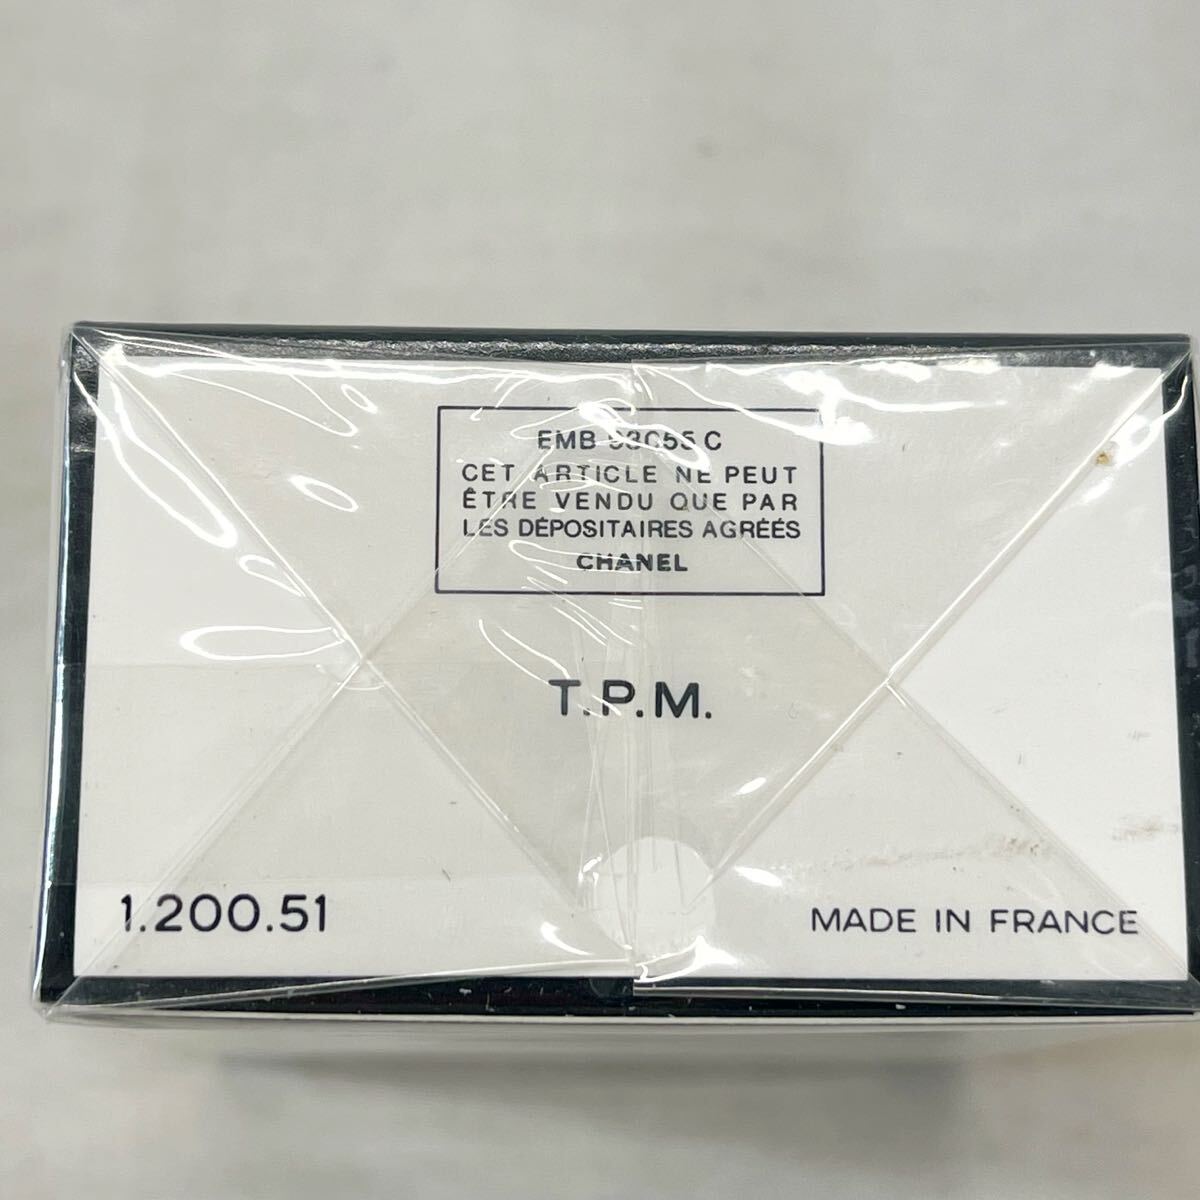 EMB 93055 C
CET ARTICLE NE PEUT
ÊTRE VENDU QUE PAR
LES DÉPOSITAIRES AGRÉÉS
CHANEL
T.P.M.
1.200.51
MADE IN FRANCE